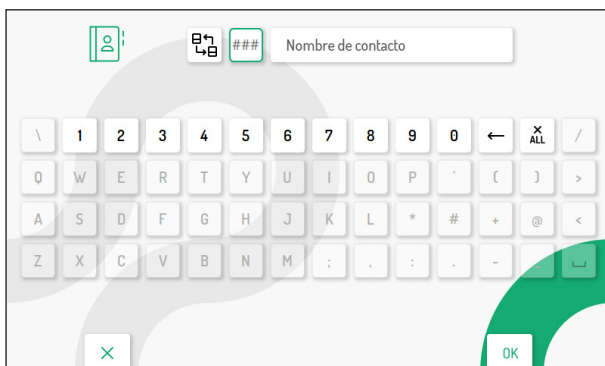 ### Nombre de contacto
\ 1 2 3 4 5 6 7 8 9 0 ← × ALL /
Q W E R T Y U I O P ' ( ) >
A S D F G H J K L * # + @ <
Z X C V B N M ; , : . - _ ⎵
× OK